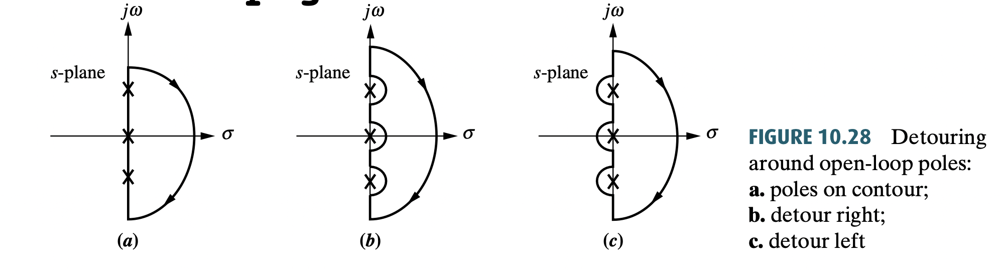 jω
s-plane
σ
(a)
jω
s-plane
σ
(b)
jω
s-plane
σ
(c)
FIGURE 10.28 Detouring
around open-loop poles:
a. poles on contour;
b. detour right;
c. detour left